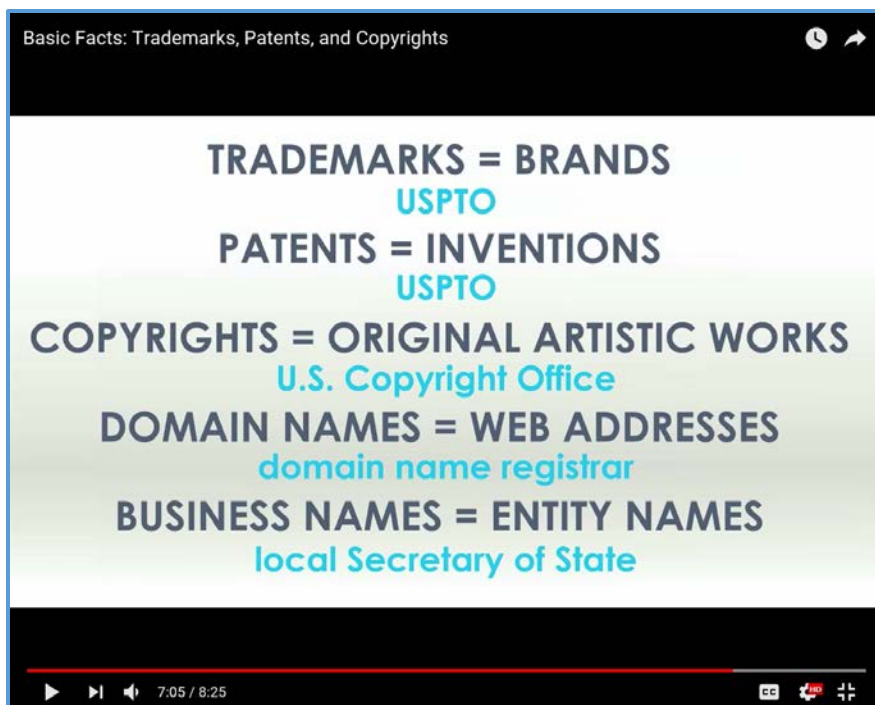 Basic Facts: Trademarks, Patents, and Copyrights
TRADEMARKS = BRANDS
USPTO
PATENTS = INVENTIONS
USPTO
COPYRIGHTS = ORIGINAL ARTISTIC WORKS
U.S. Copyright Office
DOMAIN NAMES = WEB ADDRESSES
domain name registrar
BUSINESS NAMES = ENTITY NAMES
local Secretary of State
7:05 / 8:25
CC
HD